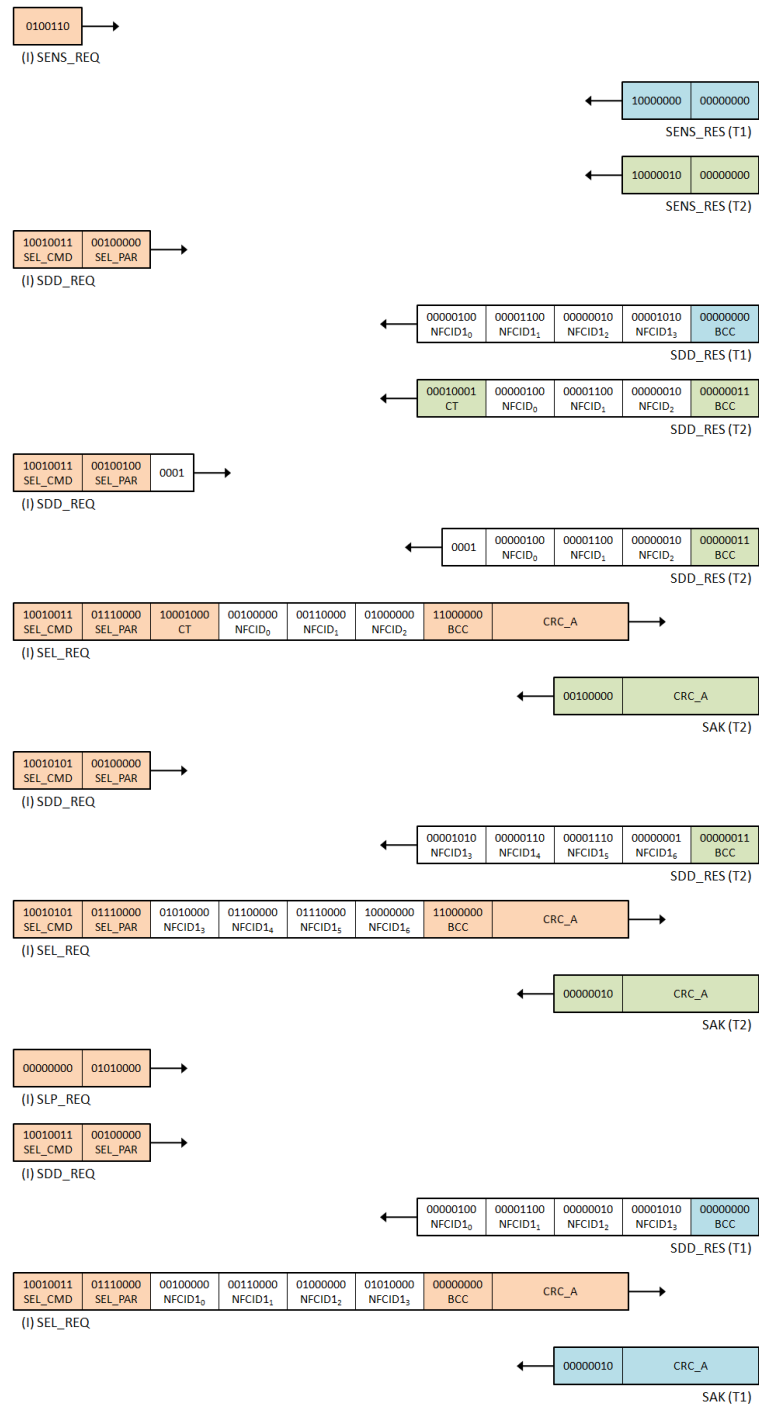 0100110
(I) SENS_REQ
10000000 00000000
SENS_RES (T1)
10000010 00000000
SENS_RES (T2)
10010011 00100000
SEL_CMD SEL_PAR
(I) SDD_REQ
00000100 00001100 00000010 00001010 00000000
NFCID1₀ NFCID1₁ NFCID1₂ NFCID1₃ BCC
SDD_RES (T1)
00010001 00000100 00001100 00000010 00000011
CT NFCID₀ NFCID₁ NFCID₂ BCC
SDD_RES (T2)
10010011 00100100 0001
SEL_CMD SEL_PAR
(I) SDD_REQ
0001 00000100 00001100 00000010 00000011
NFCID₀ NFCID₁ NFCID₂ BCC
SDD_RES (T2)
10010011 01110000 10001000 00100000 00110000 01000000 11000000 CRC_A
SEL_CMD SEL_PAR CT NFCID₀ NFCID₁ NFCID₂ BCC
(I) SEL_REQ
00100000 CRC_A
SAK (T2)
10010101 00100000
SEL_CMD SEL_PAR
(I) SDD_REQ
00001010 00000110 00001110 00000001 00000011
NFCID1₃ NFCID1₄ NFCID1₅ NFCID1₆ BCC
SDD_RES (T2)
10010101 01110000 01010000 01100000 01110000 10000000 11000000 CRC_A
SEL_CMD SEL_PAR NFCID1₃ NFCID1₄ NFCID1₅ NFCID1₆ BCC
(I) SEL_REQ
00000010 CRC_A
SAK (T2)
00000000 01010000
(I) SLP_REQ
10010011 00100000
SEL_CMD SEL_PAR
(I) SDD_REQ
00000100 00001100 00000010 00001010 00000000
NFCID1₀ NFCID1₁ NFCID1₂ NFCID1₃ BCC
SDD_RES (T1)
10010011 01110000 00100000 00110000 01000000 01010000 00000000 CRC_A
SEL_CMD SEL_PAR NFCID1₀ NFCID1₁ NFCID1₂ NFCID1₃ BCC
(I) SEL_REQ
00000010 CRC_A
SAK (T1)